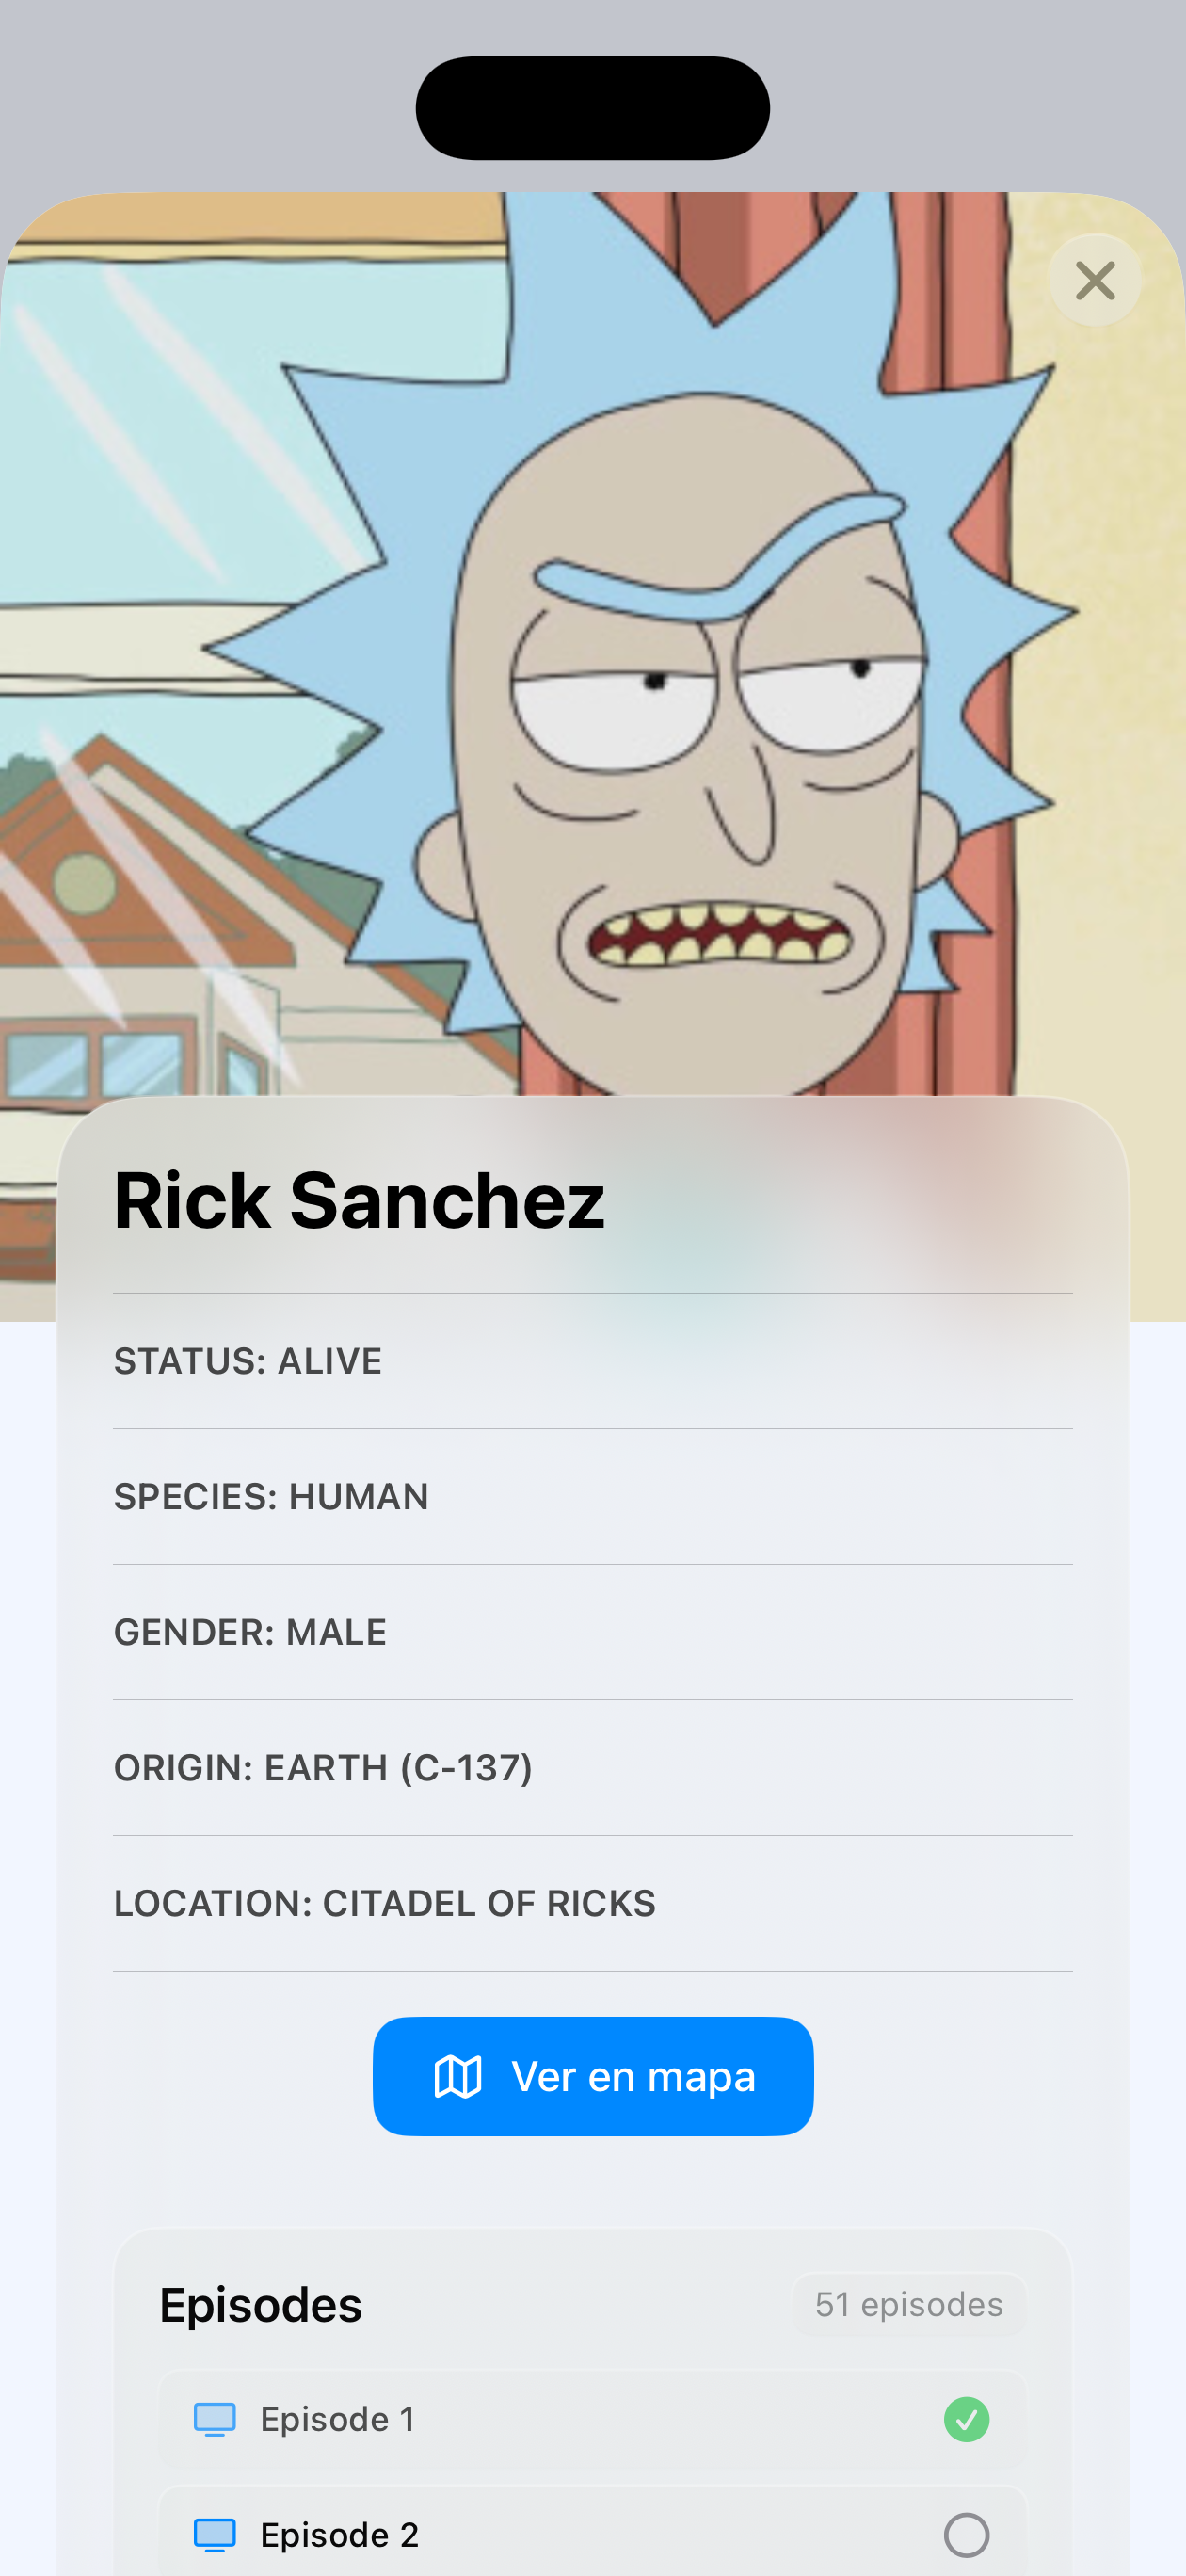 Rick Sanchez
STATUS: ALIVE
SPECIES: HUMAN
GENDER: MALE
ORIGIN: EARTH (C-137)
LOCATION: CITADEL OF RICKS
Ver en mapa
Episodes
51 episodes
Episode 1
Episode 2